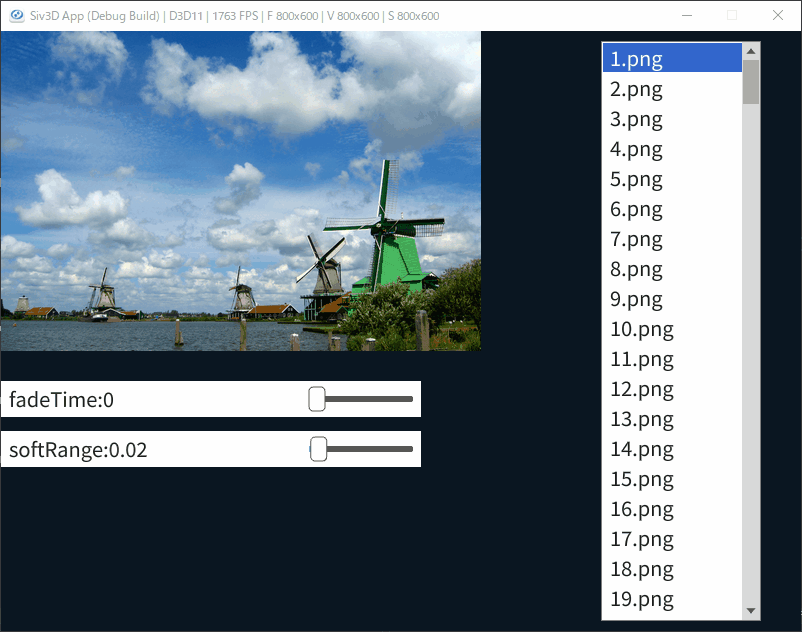 Siv3D App (Debug Build) | D3D11 | 1763 FPS | F 800x600 | V 800x600 | S 800x600
1.png
2.png
3.png
4.png
5.png
6.png
7.png
8.png
9.png
10.png
11.png
12.png
13.png
14.png
15.png
16.png
17.png
18.png
19.png
fadeTime:0
softRange:0.02